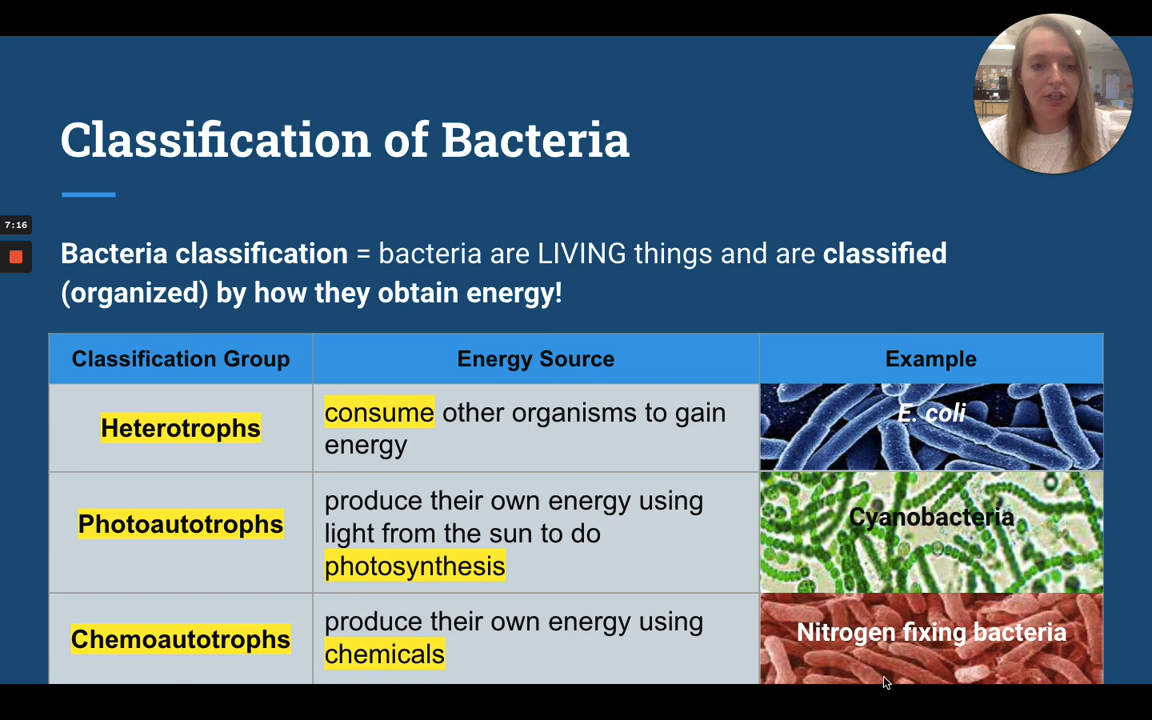 Classification of Bacteria
7:16
Bacteria classification = bacteria are LIVING things and are classified
(organized) by how they obtain energy!
Classification Group
Energy Source
Example
Heterotrophs
consume other organisms to gain
energy
E. coli
Photoautotrophs
produce their own energy using
light from the sun to do
photosynthesis
Cyanobacteria
Chemoautotrophs
produce their own energy using
chemicals
Nitrogen fixing bacteria